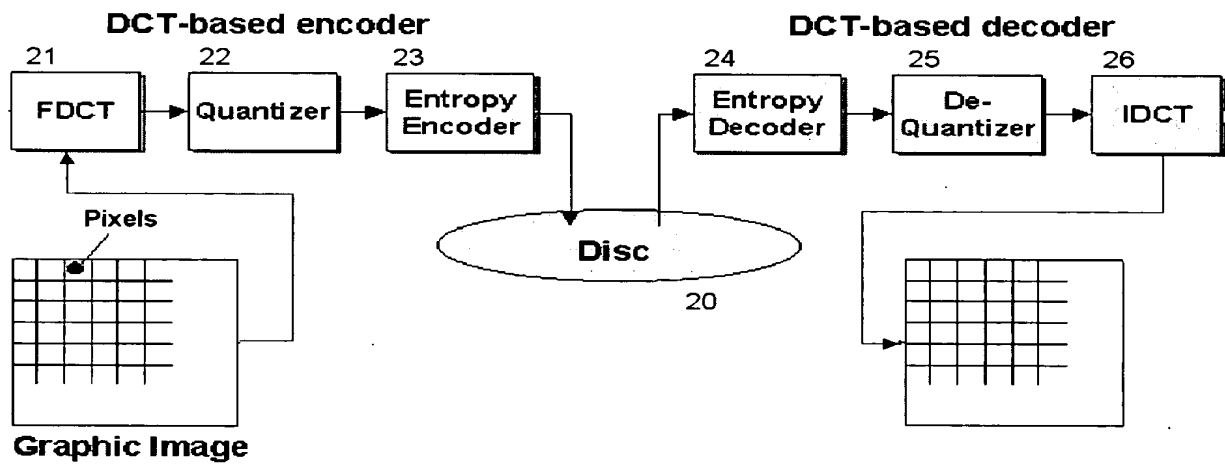 DCT-based encoder
DCT-based decoder
21
22
23
24
25
26
FDCT
Quantizer
Entropy
Encoder
Entropy
Decoder
De-
Quantizer
IDCT
Pixels
Disc
20
Graphic Image